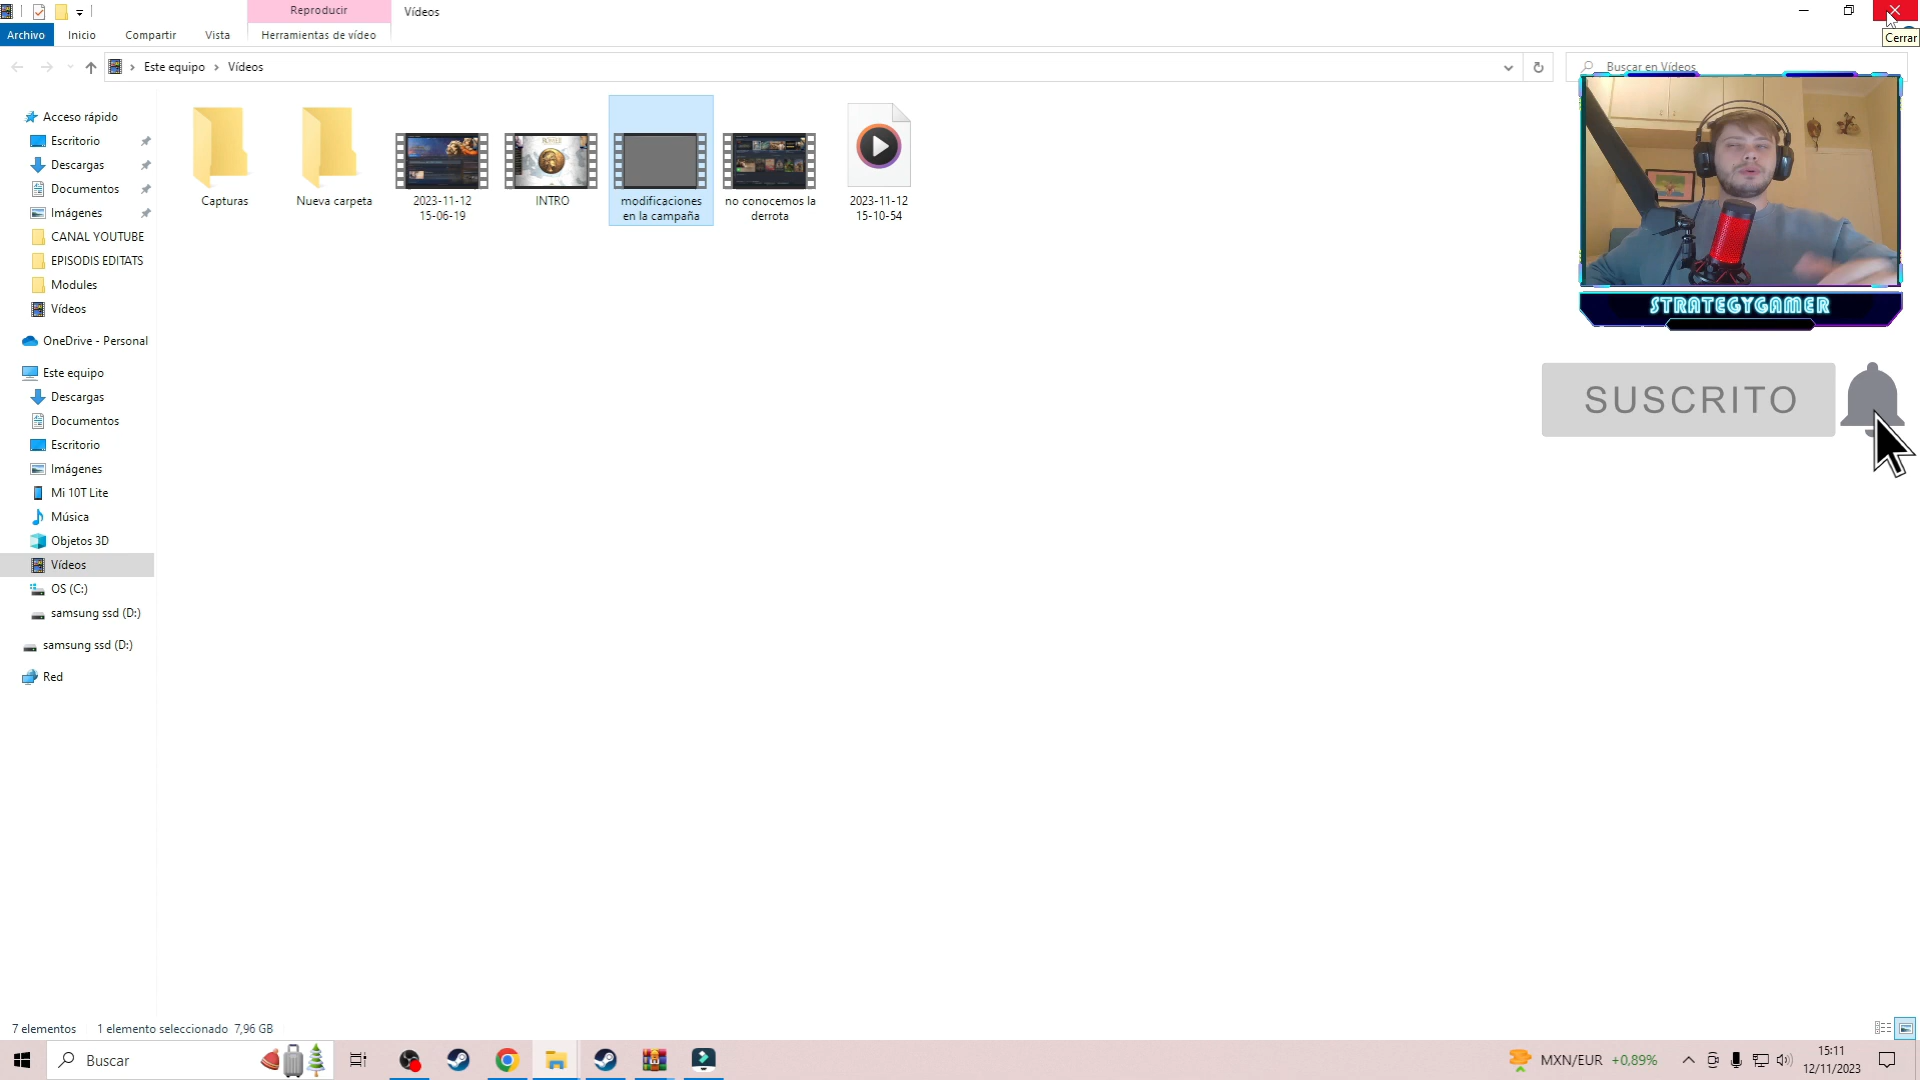 Reproducir
Vídeos
Archivo
Inicio
Compartir
Vista
Herramientas de vídeo
Cerrar
Este equipo
Vídeos
Buscar en Vídeos
Acceso rápido
Escritorio
Descargas
Documentos
Imágenes
CANAL YOUTUBE
EPISODIS EDITATS
Modules
Vídeos
OneDrive - Personal
Este equipo
Descargas
Documentos
Escritorio
Imágenes
Mi 10T Lite
Música
Objetos 3D
Vídeos
OS (C:)
samsung ssd (D:)
samsung ssd (D:)
Red
Capturas
Nueva carpeta
2023-11-12
15-06-19
INTRO
modificaciones
en la campaña
no conocemos la
derrota
2023-11-12
15-10-54
STRATEGYGAMER
SUSCRITO
7 elementos
1 elemento seleccionado 7,96 GB
Buscar
MXN/EUR +0,89%
15:11
12/11/2023